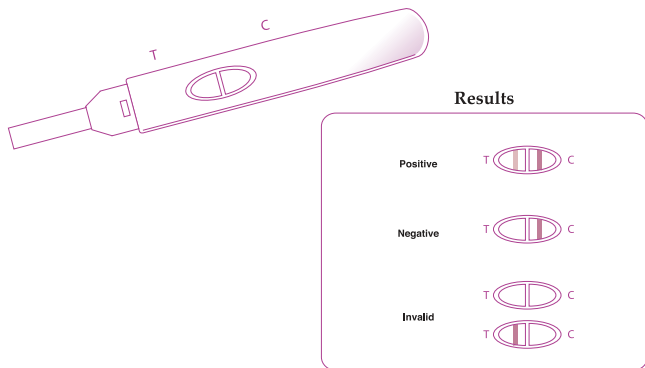 T C
Results
Positive T C
Negative T C
T C
Invalid
T C